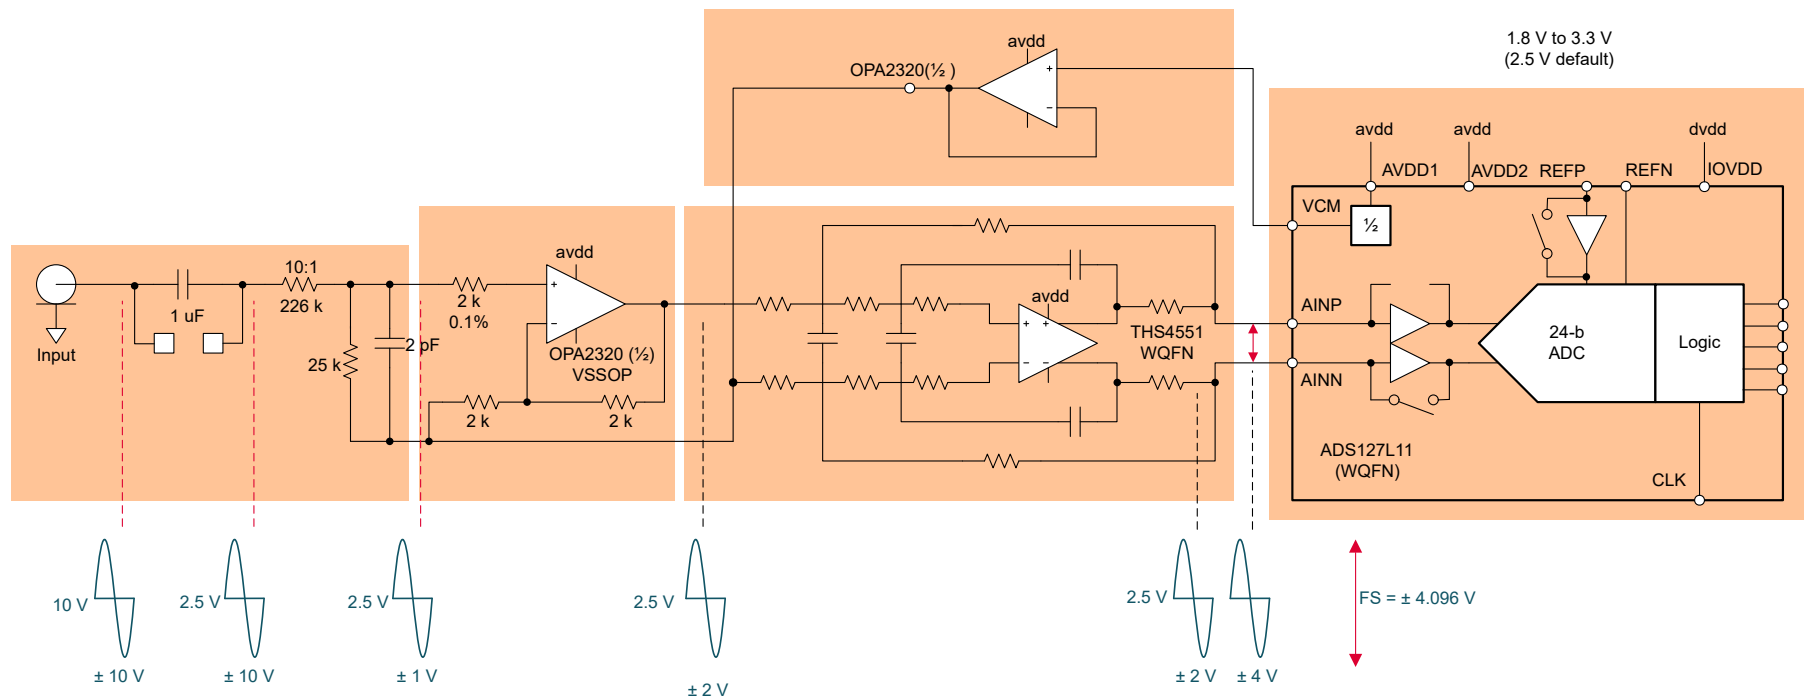 1.8 V to 3.3 V
(2.5 V default)
avdd
OPA2320(½ )
+
−
avdd
avdd
dvdd
AVDD1
AVDD2
REFP
REFN
IOVDD
VCM
½
Input
1 uF
10:1
226 k
25 k
2 pF
2 k
0.1%
avdd
+
−
OPA2320 (½)
VSSOP
2 k
2 k
avdd
+
+
−
−
THS4551
WQFN
AINP
AINN
24-b
ADC
Logic
ADS127L11
(WQFN)
CLK
10 V
± 10 V
2.5 V
± 10 V
2.5 V
± 1 V
2.5 V
± 2 V
2.5 V
± 2 V
± 4 V
FS = ± 4.096 V